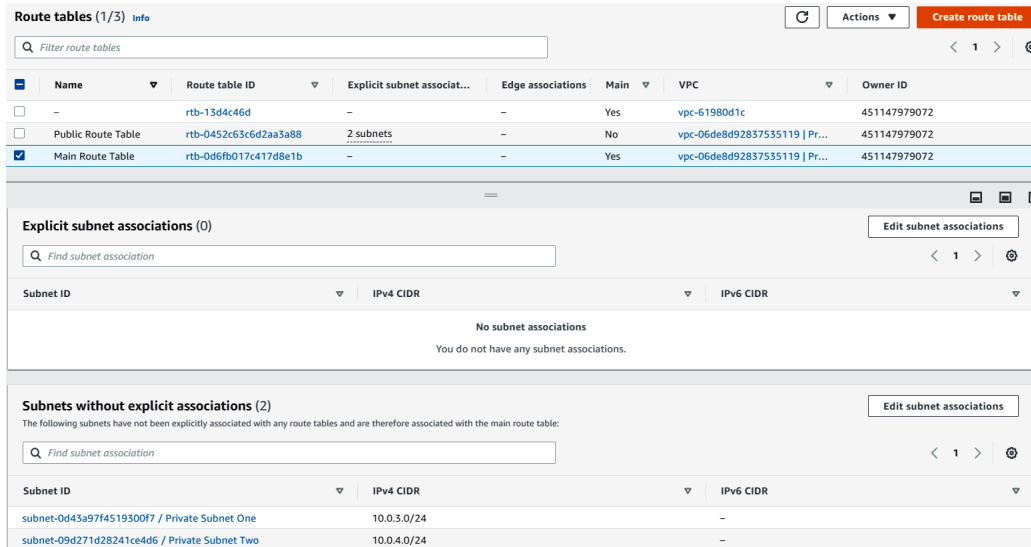 Route tables (1/3) Info
Actions
Create route table
Filter route tables
1
Name Route table ID Explicit subnet associat... Edge associations Main VPC Owner ID
– rtb-13d4c46d – – Yes vpc-61980d1c 451147979072
Public Route Table rtb-0452c63c6d2aa3a88 2 subnets – No vpc-06de8d92837535119 | Pr... 451147979072
Main Route Table rtb-0d6fb017c417d8e1b – – Yes vpc-06de8d92837535119 | Pr... 451147979072
Explicit subnet associations (0)
Edit subnet associations
Find subnet association
1
Subnet ID IPv4 CIDR IPv6 CIDR
No subnet associations
You do not have any subnet associations.
Subnets without explicit associations (2)
Edit subnet associations
The following subnets have not been explicitly associated with any route tables and are therefore associated with the main route table:
Find subnet association
1
Subnet ID IPv4 CIDR IPv6 CIDR
subnet-0d43a97f4519300f7 / Private Subnet One 10.0.3.0/24 –
subnet-09d271d28241ce4d6 / Private Subnet Two 10.0.4.0/24 –